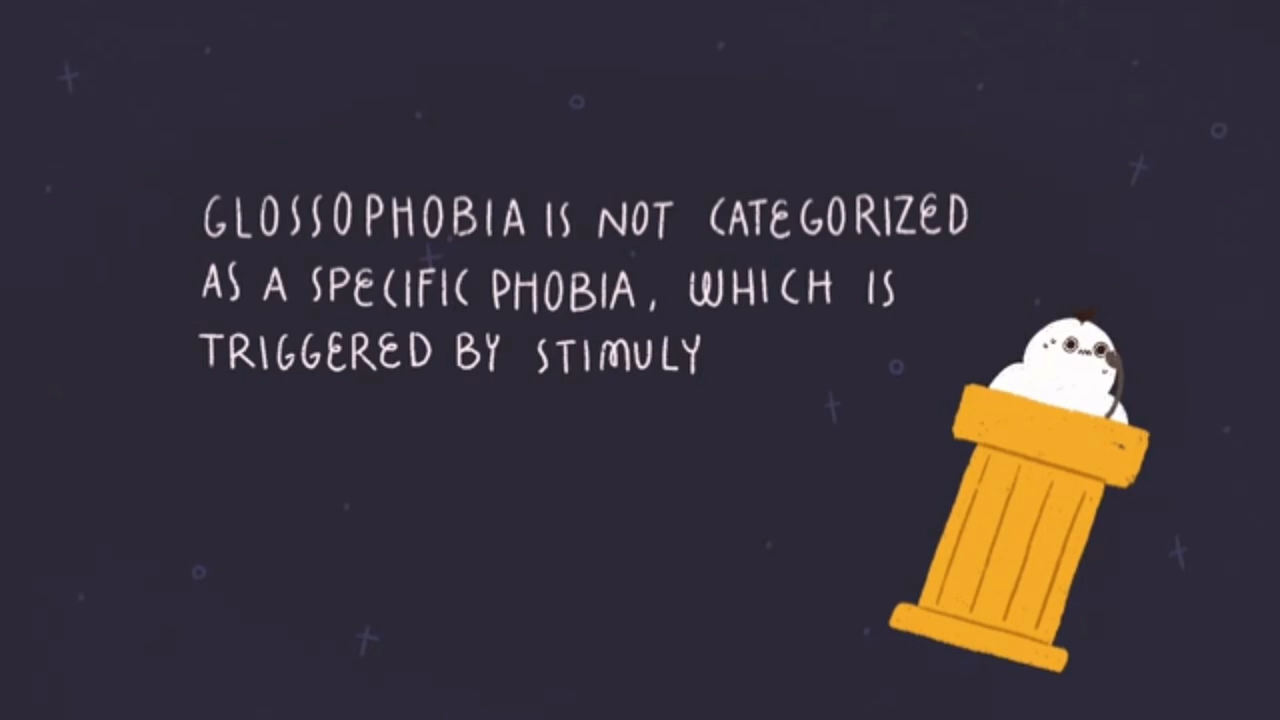 GLOSSOPHOBIA IS NOT CATEGORIZED
AS A SPECIFIC PHOBIA, WHICH IS
TRIGGERED BY STIMULY